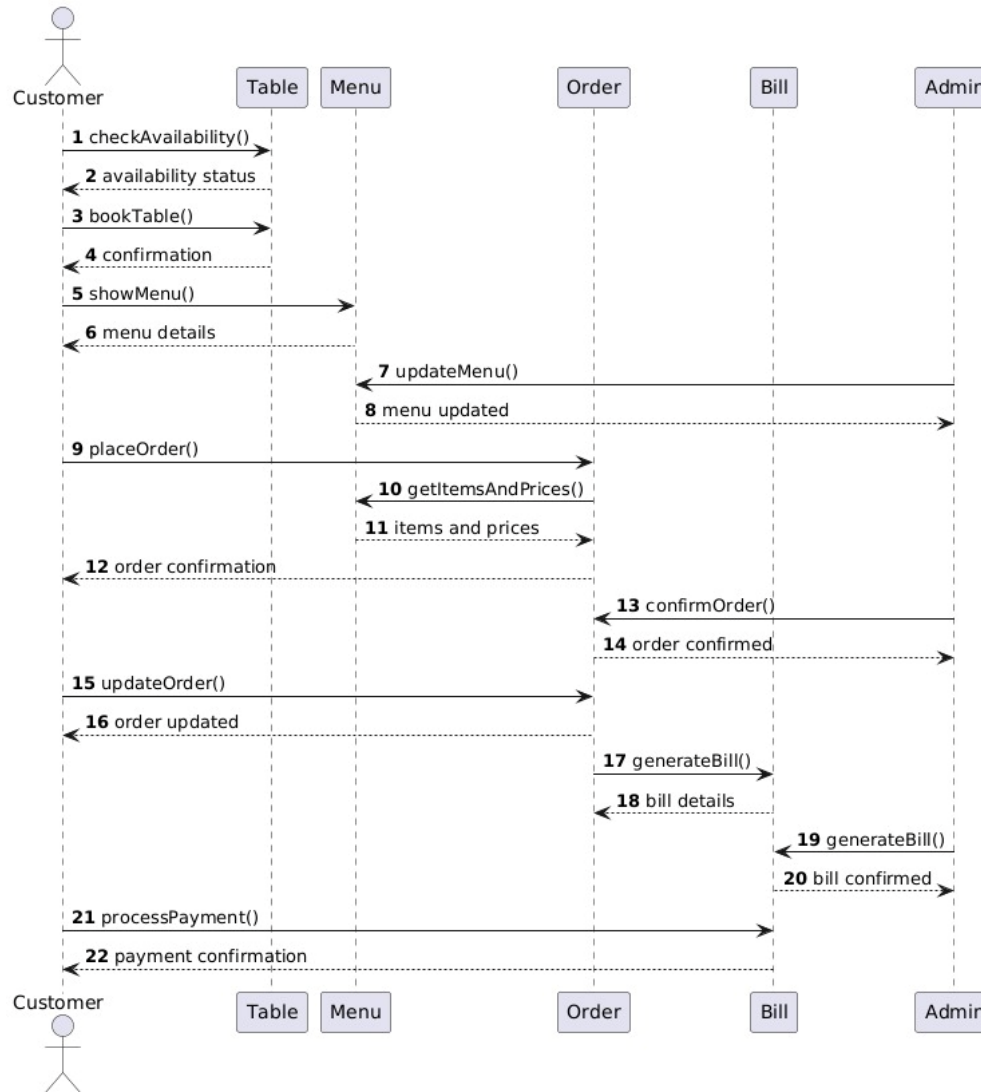 Customer
Table
Menu
Order
Bill
Admin
1 checkAvailability()
2 availability status
3 bookTable()
4 confirmation
5 showMenu()
6 menu details
7 updateMenu()
8 menu updated
9 placeOrder()
10 getItemsAndPrices()
11 items and prices
12 order confirmation
13 confirmOrder()
14 order confirmed
15 updateOrder()
16 order updated
17 generateBill()
18 bill details
19 generateBill()
20 bill confirmed
21 processPayment()
22 payment confirmation
Customer
Table
Menu
Order
Bill
Admin